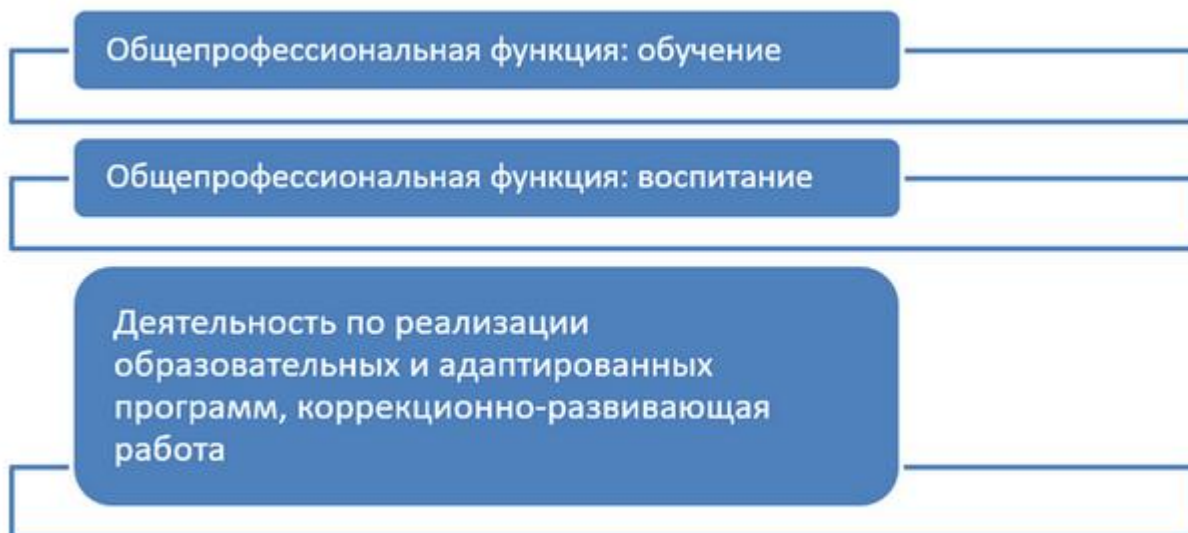 Общепрофессиональная функция: обучение
Общепрофессиональная функция: воспитание
Деятельность по реализации
образовательных и адаптированных
программ, коррекционно-развивающая
работа